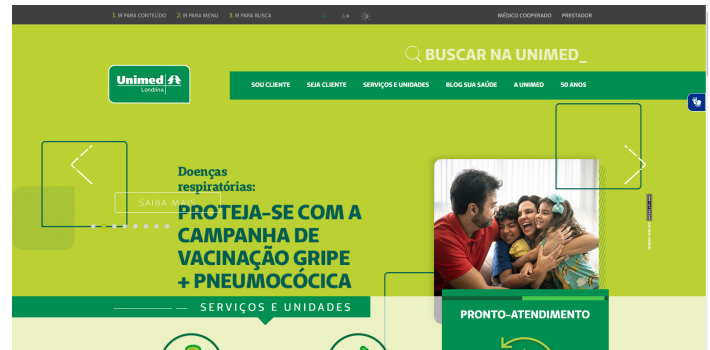 1. IR PARA CONTEÚDO 2. IR PARA MENU 3. IR PARA BUSCA
MÉDICO COOPERADO PRESTADOR
BUSCAR NA UNIMED_
Unimed
Londrina
SOU CLIENTE SEJA CLIENTE SERVIÇOS E UNIDADES BLOG SUA SAÚDE A UNIMED 50 ANOS
Doenças
respiratórias:
SAIBA MAIS
PROTEJA-SE COM A
CAMPANHA DE
VACINAÇÃO GRIPE
+ PNEUMOCÓCICA
SERVIÇOS E UNIDADES
PRONTO-ATENDIMENTO